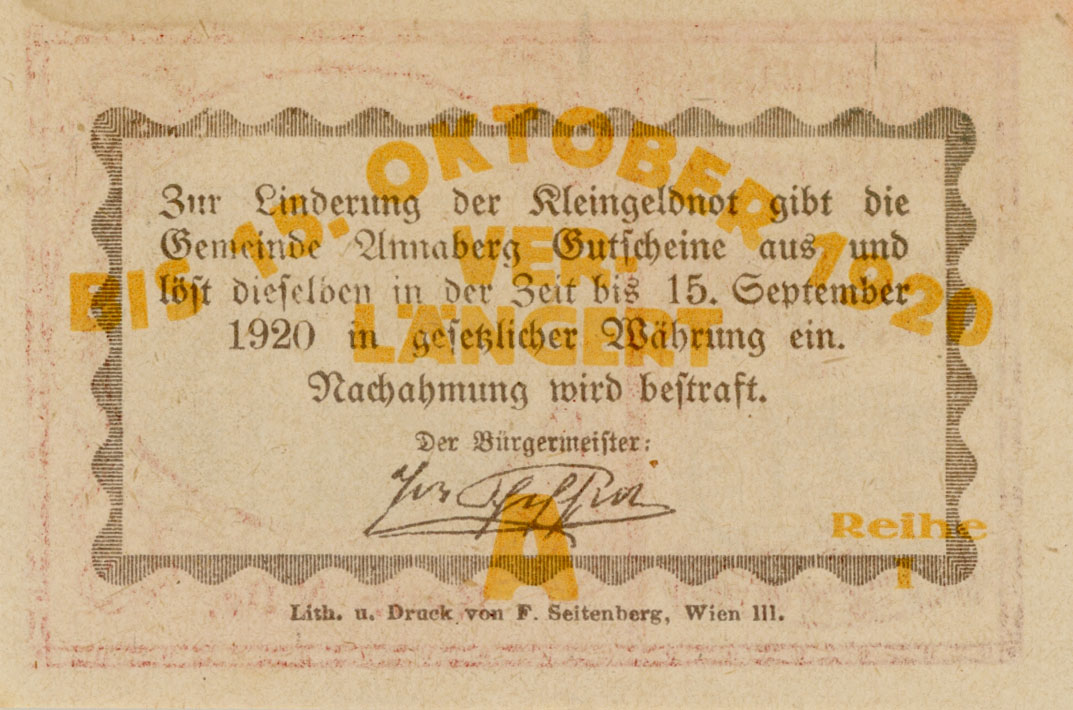 BIS 15. OKTOBER 1920
VER-
LÄNGERT
Zur Linderung der Kleingeldnot gibt die
Gemeinde Annaberg Gutscheine aus und
löst dieselben in der Zeit bis 15. September
1920 in gesetzlicher Währung ein.
Nachahmung wird bestraft.
Der Bürgermeister:
A
Reihe
I
Lith. u. Druck von F. Seitenberg, Wien III.